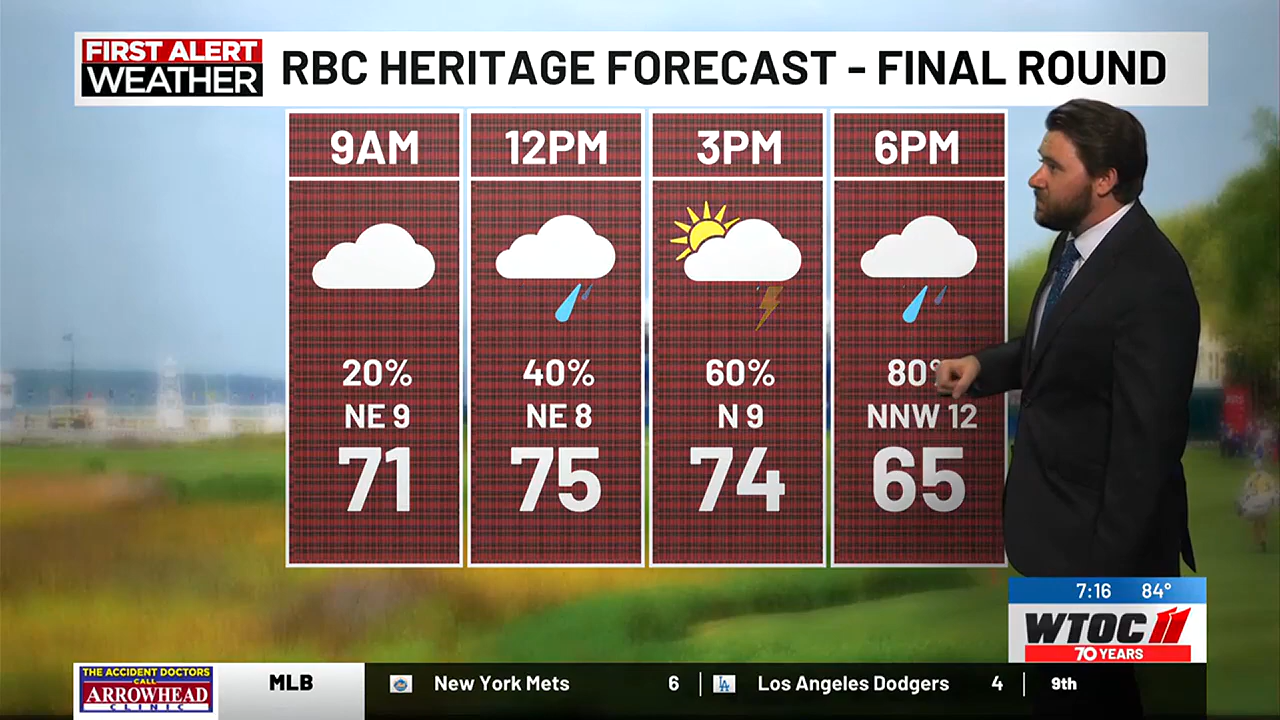 FIRST ALERT
WEATHER
RBC HERITAGE FORECAST - FINAL ROUND
9AM 12PM 3PM 6PM
20% 40% 60% 80%
NE 9 NE 8 N 9 NNW 12
71 75 74 65
7:16 84°
WTOC 11
70 YEARS
THE ACCIDENT DOCTORS
CALL
ARROWHEAD
CLINIC
MLB New York Mets 6 Los Angeles Dodgers 4 9th